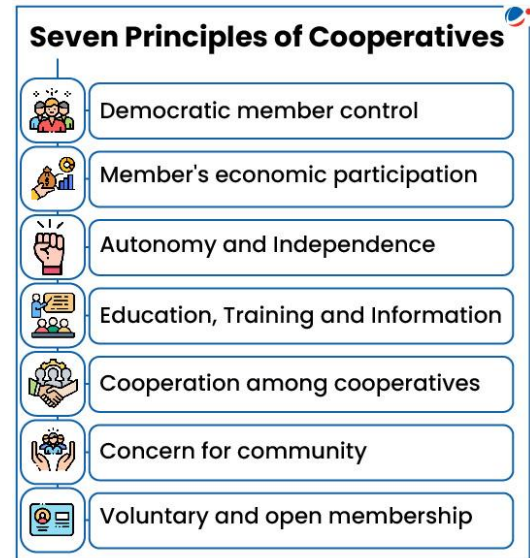 Seven Principles of Cooperatives
Democratic member control
Member's economic participation
Autonomy and Independence
Education, Training and Information
Cooperation among cooperatives
Concern for community
Voluntary and open membership